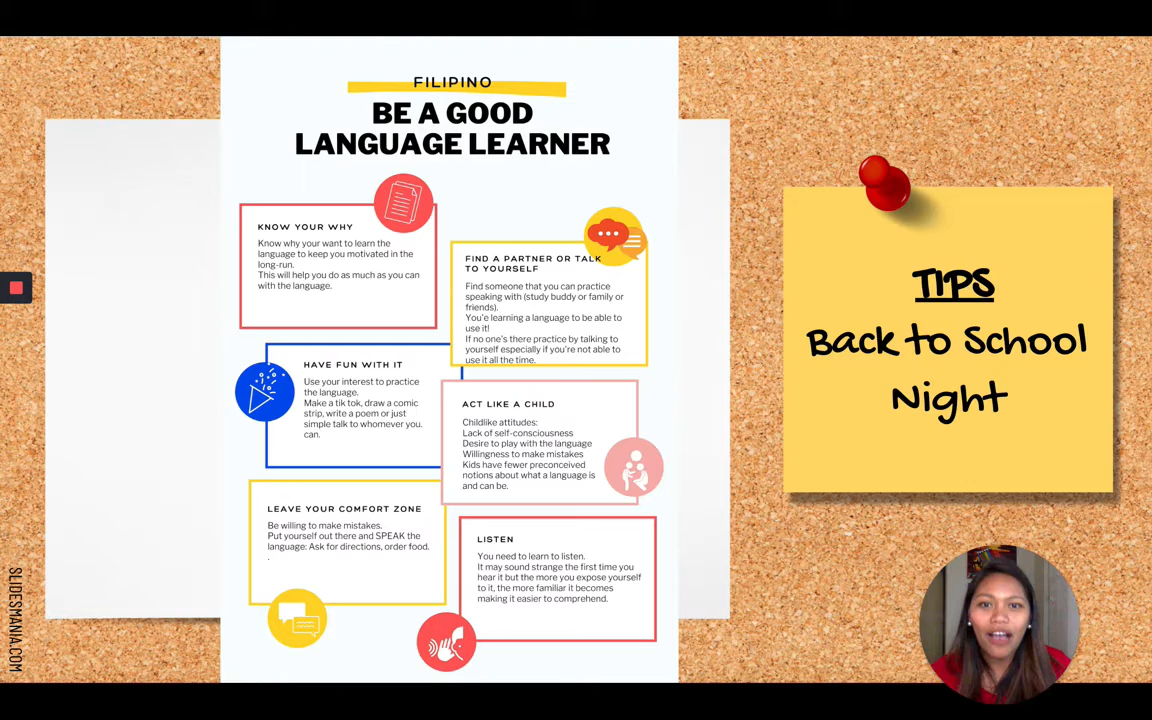 FILIPINO
BE A GOOD
LANGUAGE LEARNER
KNOW YOUR WHY
Know why your want to learn the
language to keep you motivated in the
long-run.
This will help you do as much as you can
with the language.
FIND A PARTNER OR TALK
TO YOURSELF
Find someone that you can practice
speaking with (study buddy or family or
friends).
You'e learning a language to be able to
use it!
If no one's there practice by talking to
yourself especially if you're not able to
use it all the time.
HAVE FUN WITH IT
Use your interest to practice
the language.
Make a tik tok, draw a comic
strip, write a poem or just
simple talk to whomever you.
can.
ACT LIKE A CHILD
Childlike attitudes:
Lack of self-consciousness
Desire to play with the language
Willingness to make mistakes
Kids have fewer preconceived
notions about what a language is
and can be.
LEAVE YOUR COMFORT ZONE
Be willing to make mistakes.
Put yourself out there and SPEAK the
language: Ask for directions, order food.
.
LISTEN
You need to learn to listen.
It may sound strange the first time you
hear it but the more you expose yourself
to it, the more familiar it becomes
making it easier to comprehend.
TIPS
Back to School
Night
SLIDESMANIA.COM